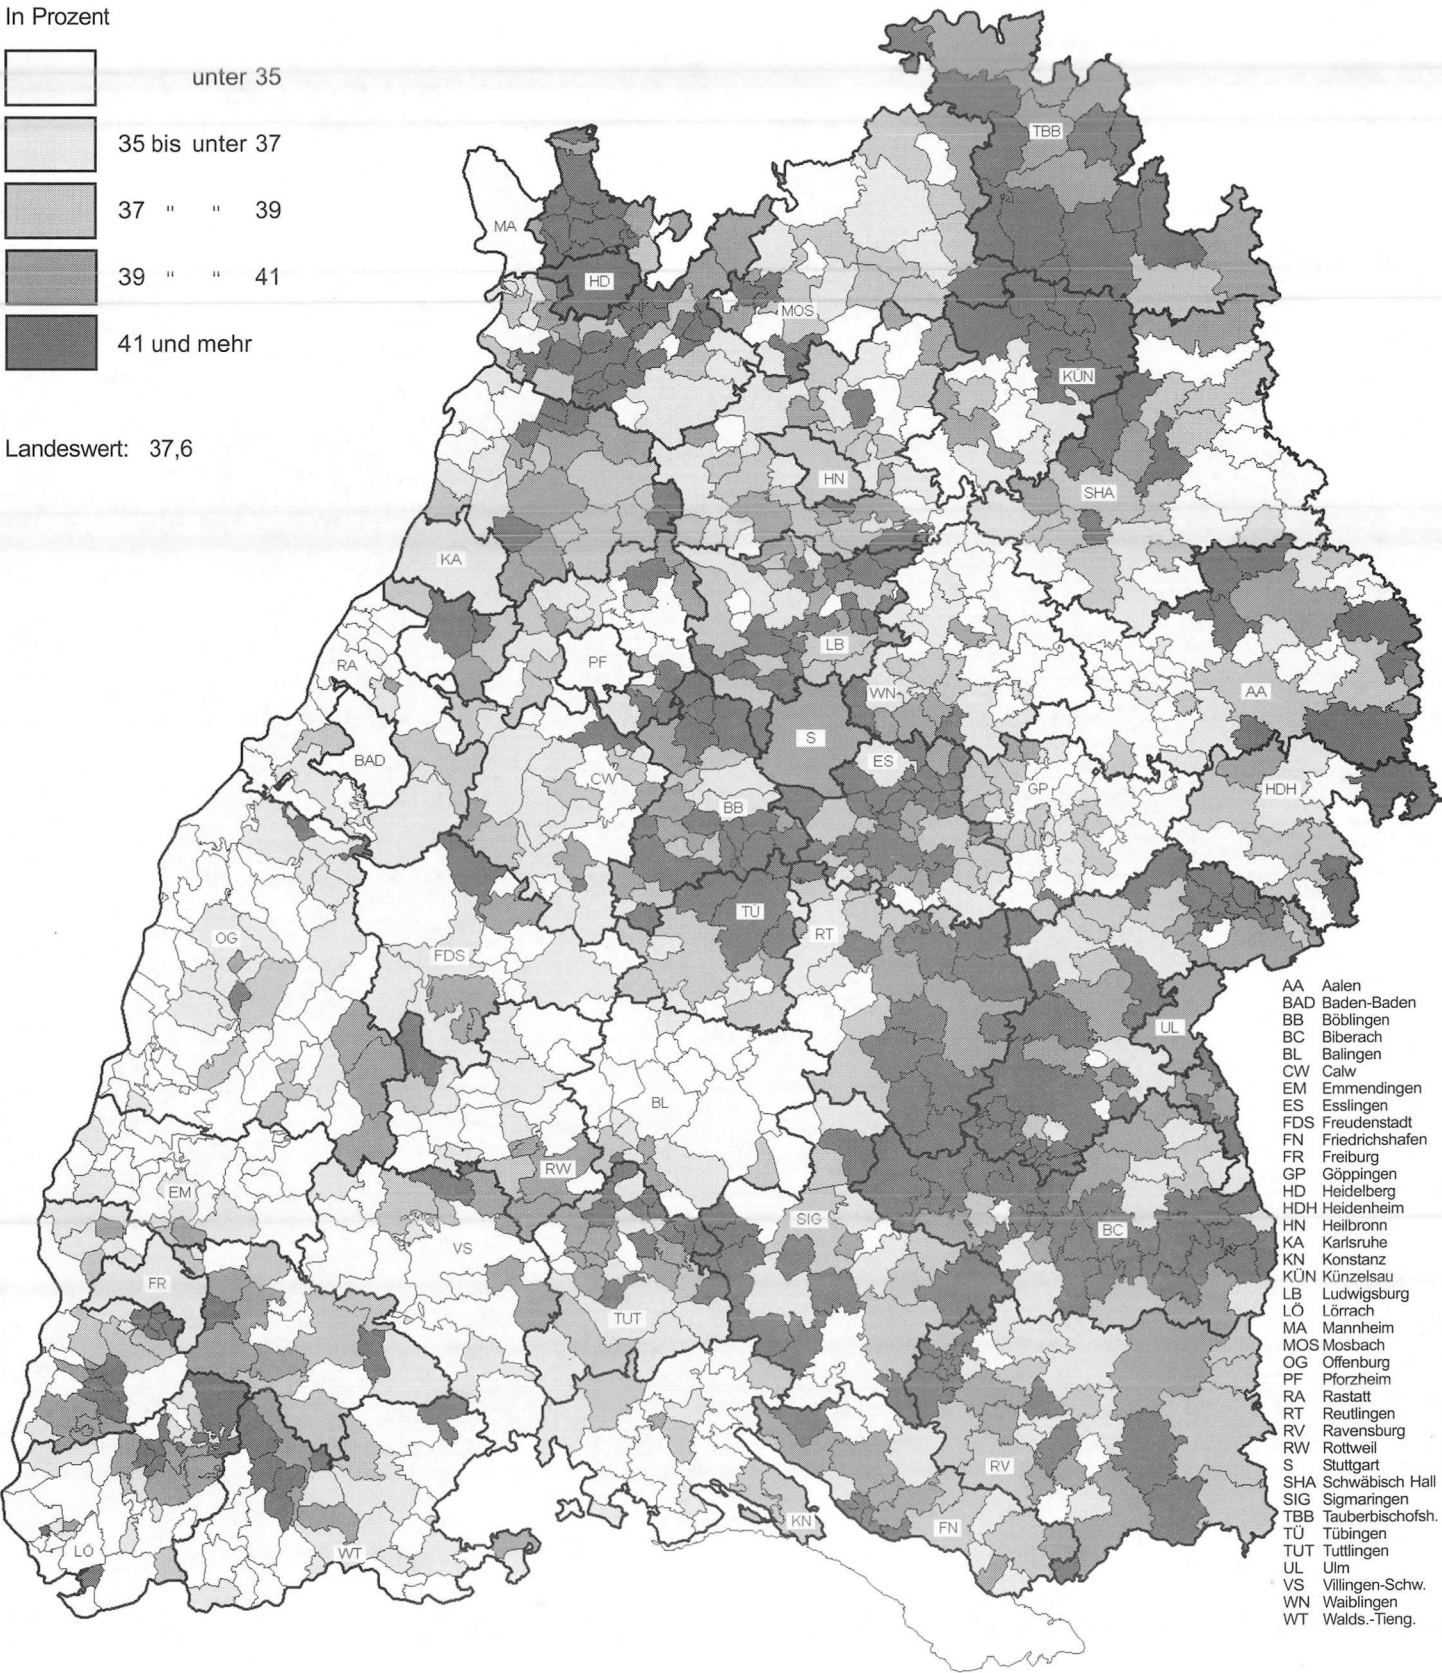 In Prozent
unter 35
35 bis unter 37
37 " " 39
39 " " 41
41 und mehr
Landeswert: 37,6
TBB
MA
HD
MOS
KÜN
HN
SHA
KA
LB
PF
RA
WN
AA
S
BAD
ES
CW
BB
GP
HDH
TÜ
RT
OG
FDS
UL
BL
RW
EM
SIG
BC
VS
FR
TUT
RV
KN
FN
LÖ
WT
AA Aalen
BAD Baden-Baden
BB Böblingen
BC Biberach
BL Balingen
CW Calw
EM Emmendingen
ES Esslingen
FDS Freudenstadt
FN Friedrichshafen
FR Freiburg
GP Göppingen
HD Heidelberg
HDH Heidenheim
HN Heilbronn
KA Karlsruhe
KN Konstanz
KÜN Künzelsau
LB Ludwigsburg
LÖ Lörrach
MA Mannheim
MOS Mosbach
OG Offenburg
PF Pforzheim
RA Rastatt
RT Reutlingen
RV Ravensburg
RW Rottweil
S Stuttgart
SHA Schwäbisch Hall
SIG Sigmaringen
TBB Tauberbischofsh.
TÜ Tübingen
TUT Tuttlingen
UL Ulm
VS Villingen-Schw.
WN Waiblingen
WT Walds.-Tieng.